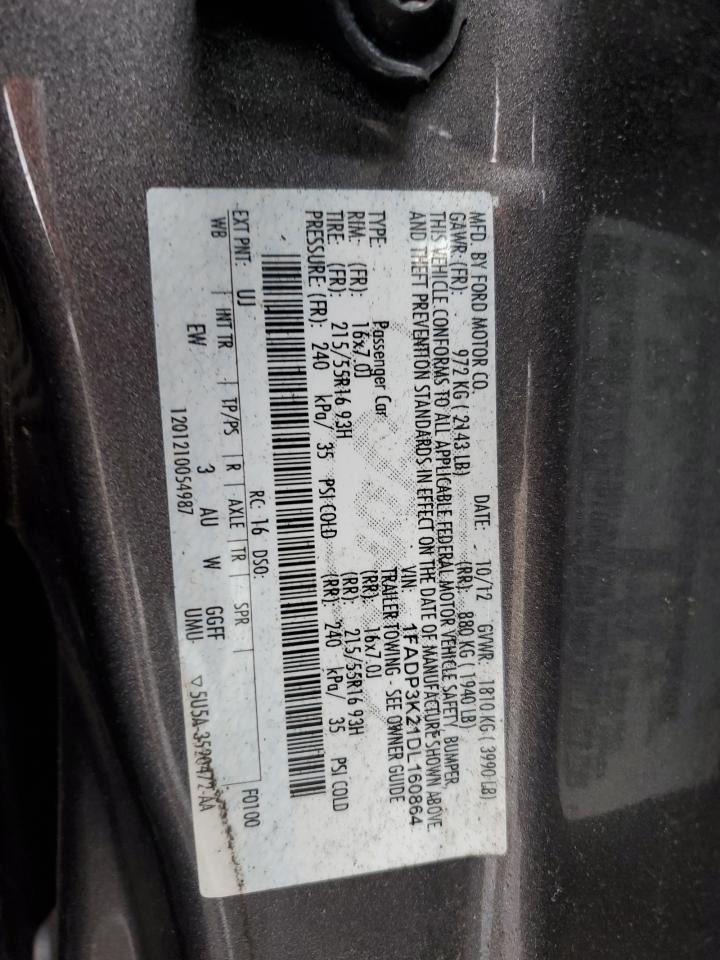 MFD. BY FORD MOTOR CO. DATE: 10/12 GVWR: 1810 KG ( 3990 LB)
GAWR: (FR): 972 KG ( 2143 LB) (RR): 880 KG ( 1940 LB)
THIS VEHICLE CONFORMS TO ALL APPLICABLE FEDERAL MOTOR VEHICLE SAFETY, BUMPER,
AND THEFT PREVENTION STANDARDS IN EFFECT ON THE DATE OF MANUFACTURE SHOWN ABOVE.
VIN: 1FADP3K21DL160864
TYPE: Passenger Car TRAILER TOWING - SEE OWNER GUIDE
RIM: (FR): 16x7.0J (RR): 16x7.0J
TIRE: (FR): 215/55R16 93H (RR): 215/55R16 93H
PRESSURE: (FR): 240 kPa/ 35 PSI COLD (RR): 240 kPa/ 35 PSI COLD
EXT PNT: UJ RC: 16 DSO: F0100
WB INT TR TP/PS R AXLE TR SPR
EW 3 AU W GGFF
1201210054987 UMU: 5U5A-3520472-AA